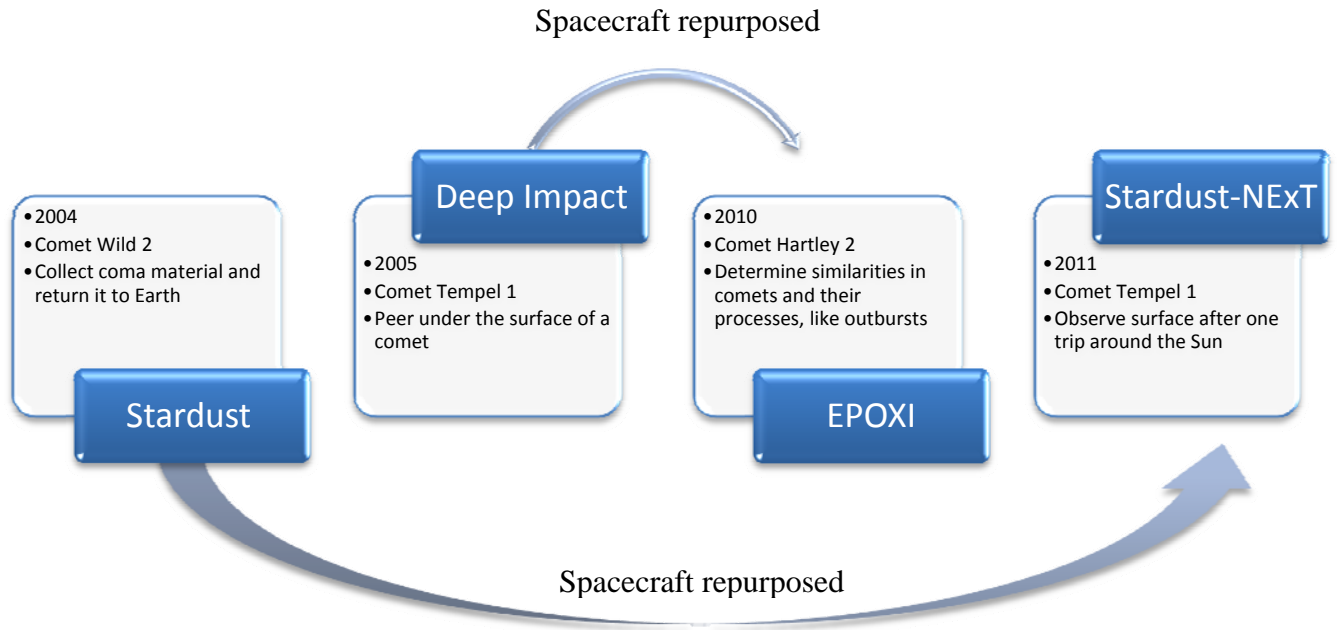 Spacecraft repurposed
Stardust
•2004
•Comet Wild 2
•Collect coma material and
return it to Earth
Deep Impact
•2005
•Comet Tempel 1
•Peer under the surface of a
comet
•2010
•Comet Hartley 2
•Determine similarities in
comets and their
processes, like outbursts
EPOXI
Stardust-NExT
•2011
•Comet Tempel 1
•Observe surface after one
trip around the Sun
Spacecraft repurposed